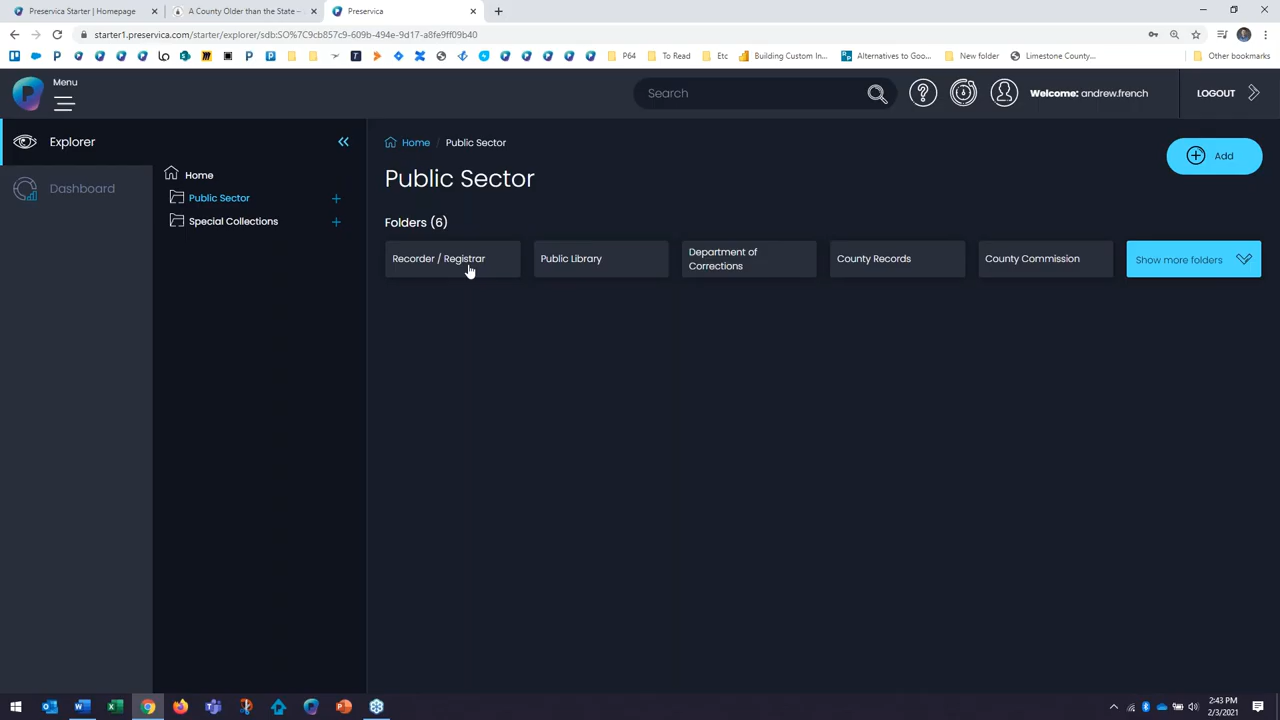 Preservica Starter | Homepage
A County Older than the State –
Preservica
starter1.preservica.com/starter/explorer/sdb:SO%7C9cb857c9-609b-494e-9d17-a8fe9ff09b40
P64
To Read
Etc
Building Custom In...
Alternatives to Goo...
New folder
Limestone County...
Other bookmarks
Menu
Search
Welcome: andrew.french
LOGOUT
Explorer
Dashboard
Home
Public Sector
Special Collections
Home / Public Sector
Add
Public Sector
Folders (6)
Recorder / Registrar
Public Library
Department of
Corrections
County Records
County Commission
Show more folders
2:43 PM
2/3/2021